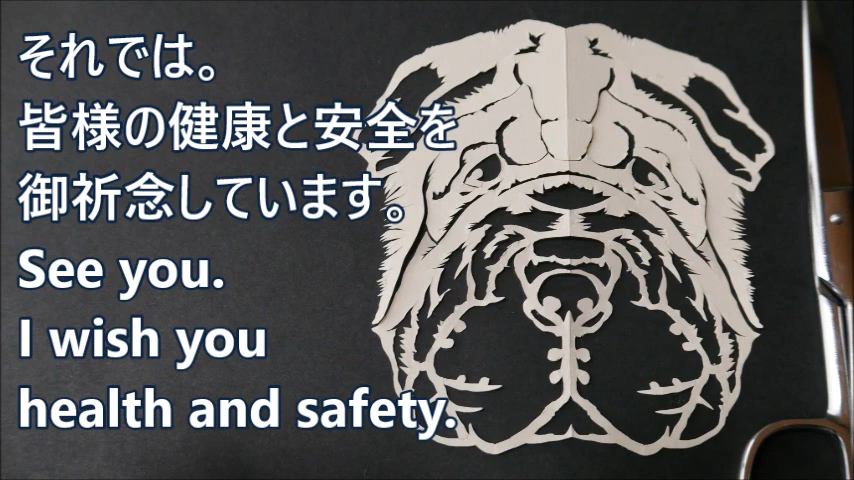 それでは。
皆様の健康と安全を
御祈念しています。
See you.
I wish you
health and safety.